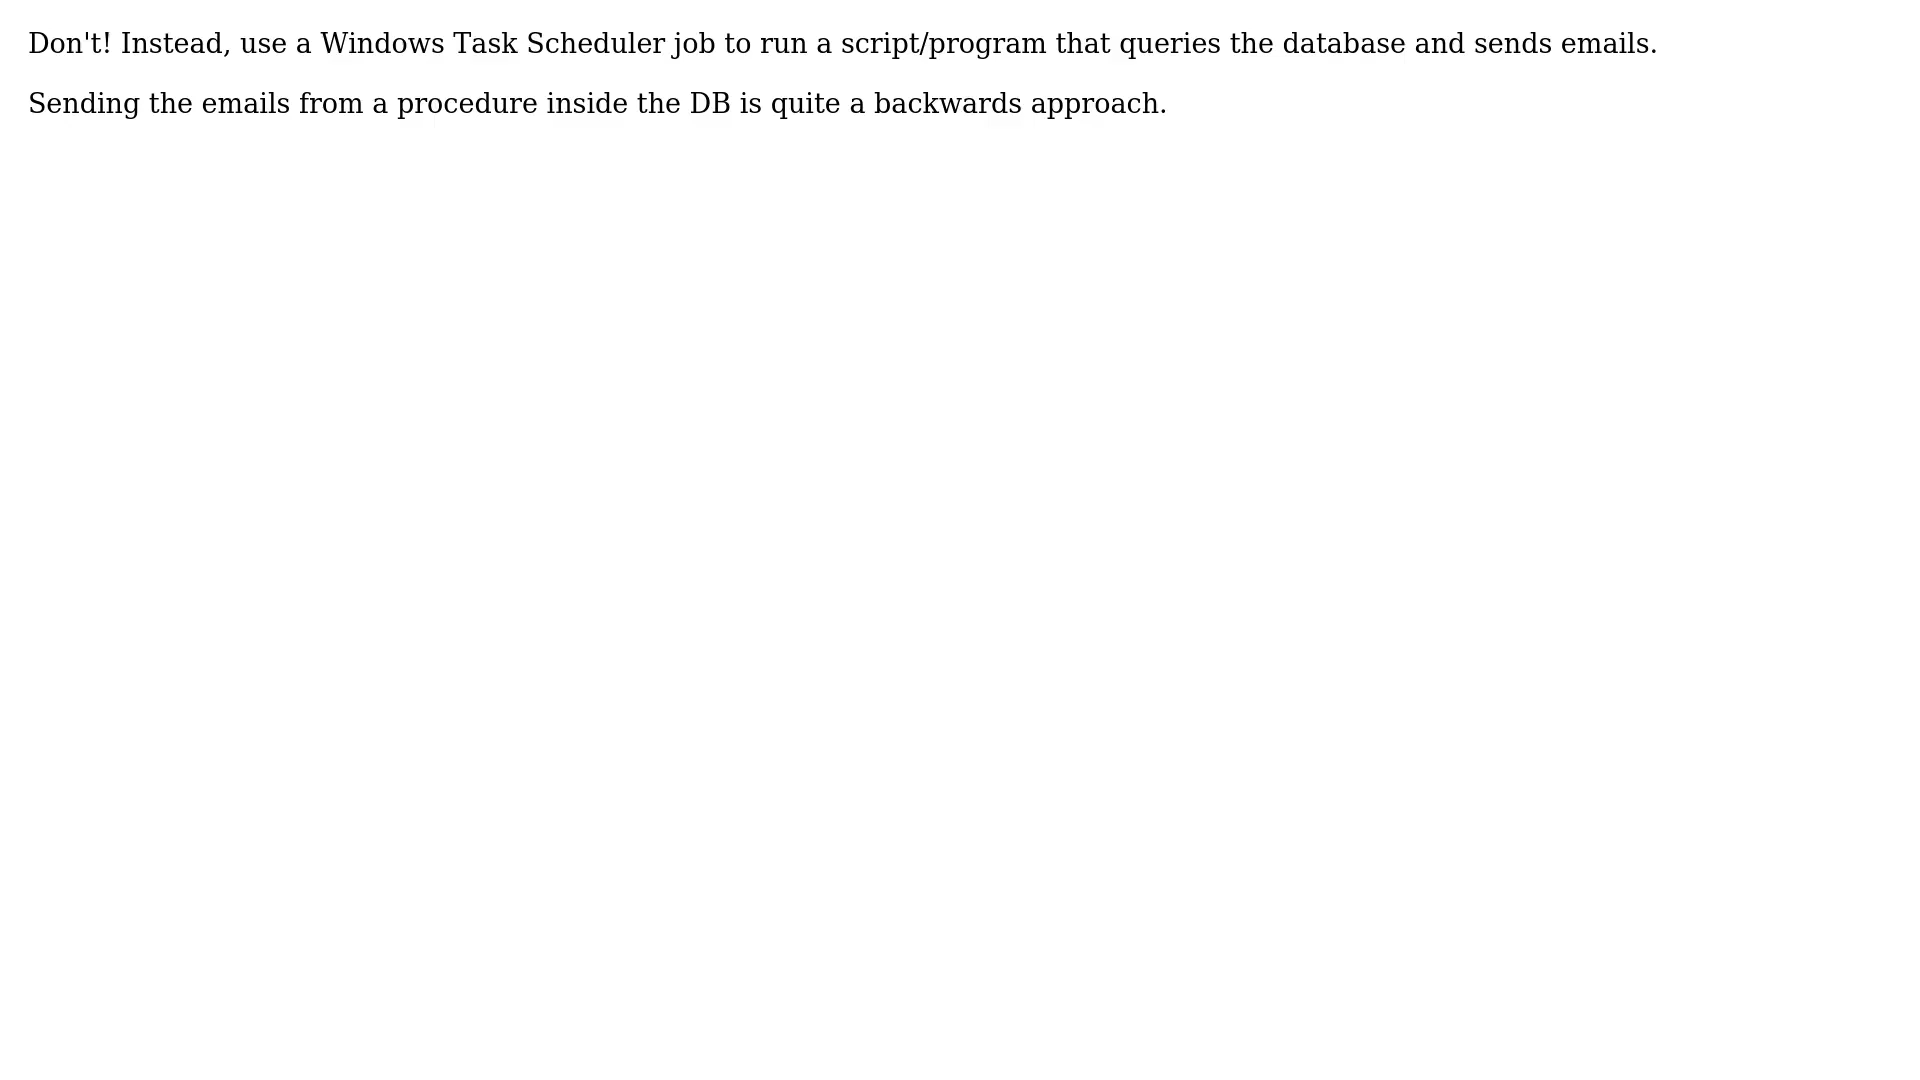 Don't! Instead, use a Windows Task Scheduler job to run a script/program that queries the database and sends emails.
Sending the emails from a procedure inside the DB is quite a backwards approach.